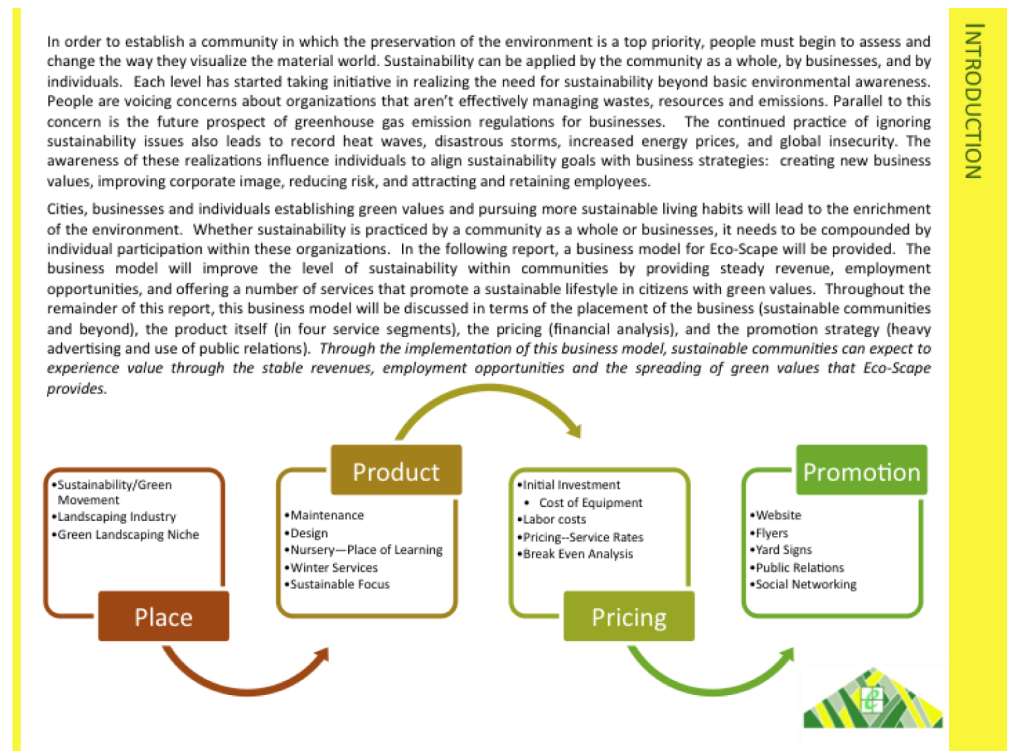 INTRODUCTION
In order to establish a community in which the preservation of the environment is a top priority, people must begin to assess and
change the way they visualize the material world. Sustainability can be applied by the community as a whole, by businesses, and by
individuals.  Each level has started taking initiative in realizing the need for sustainability beyond basic environmental awareness.
People are voicing concerns about organizations that aren't effectively managing wastes, resources and emissions. Parallel to this
concern is the future prospect of greenhouse gas emission regulations for businesses.  The continued practice of ignoring
sustainability issues also leads to record heat waves, disastrous storms, increased energy prices, and global insecurity. The
awareness of these realizations influence individuals to align sustainability goals with business strategies:  creating new business
values, improving corporate image, reducing risk, and attracting and retaining employees.
Cities, businesses and individuals establishing green values and pursuing more sustainable living habits will lead to the enrichment
of the environment.  Whether sustainability is practiced by a community as a whole or businesses, it needs to be compounded by
individual participation within these organizations.  In the following report, a business model for Eco-Scape will be provided.  The
business model will improve the level of sustainability within communities by providing steady revenue, employment
opportunities, and offering a number of services that promote a sustainable lifestyle in citizens with green values.  Throughout the
remainder of this report, this business model will be discussed in terms of the placement of the business (sustainable communities
and beyond), the product itself (in four service segments), the pricing (financial analysis), and the promotion strategy (heavy
advertising and use of public relations).  Through the implementation of this business model, sustainable communities can expect to
experience value through the stable revenues, employment opportunities and the spreading of green values that Eco-Scape
provides.
•Sustainability/Green
Movement
•Landscaping Industry
•Green Landscaping Niche
Place
Product
•Maintenance
•Design
•Nursery—Place of Learning
•Winter Services
•Sustainable Focus
•Initial Investment
• Cost of Equipment
•Labor costs
•Pricing--Service Rates
•Break Even Analysis
Pricing
Promotion
•Website
•Flyers
•Yard Signs
•Public Relations
•Social Networking